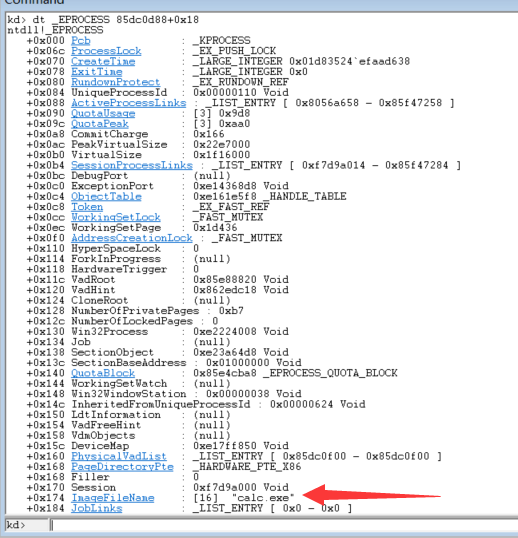 Command
kd> dt _EPROCESS 85dc0d88+0x18
ntdll!_EPROCESS
+0x000 Pcb : _KPROCESS
+0x06c ProcessLock : _EX_PUSH_LOCK
+0x070 CreateTime : _LARGE_INTEGER 0x01d83524`efaad638
+0x078 ExitTime : _LARGE_INTEGER 0x0
+0x080 RundownProtect : _EX_RUNDOWN_REF
+0x084 UniqueProcessId : 0x00000110 Void
+0x088 ActiveProcessLinks : _LIST_ENTRY [ 0x8056a658 - 0x85f47258 ]
+0x090 QuotaUsage : [3] 0x9d8
+0x09c QuotaPeak : [3] 0xaa0
+0x0a8 CommitCharge : 0x166
+0x0ac PeakVirtualSize : 0x22e7000
+0x0b0 VirtualSize : 0x1f16000
+0x0b4 SessionProcessLinks : _LIST_ENTRY [ 0xf7d9a014 - 0x85f47284 ]
+0x0bc DebugPort : (null)
+0x0c0 ExceptionPort : 0xe14368d8 Void
+0x0c4 ObjectTable : 0xe161e5f8 _HANDLE_TABLE
+0x0c8 Token : _EX_FAST_REF
+0x0cc WorkingSetLock : _FAST_MUTEX
+0x0ec WorkingSetPage : 0x1d436
+0x0f0 AddressCreationLock : _FAST_MUTEX
+0x110 HyperSpaceLock : 0
+0x114 ForkInProgress : (null)
+0x118 HardwareTrigger : 0
+0x11c VadRoot : 0x85e88820 Void
+0x120 VadHint : 0x862edc18 Void
+0x124 CloneRoot : (null)
+0x128 NumberOfPrivatePages : 0xb7
+0x12c NumberOfLockedPages : 0
+0x130 Win32Process : 0xe2224008 Void
+0x134 Job : (null)
+0x138 SectionObject : 0xe23a64d8 Void
+0x13c SectionBaseAddress : 0x01000000 Void
+0x140 QuotaBlock : 0x85e4cba8 _EPROCESS_QUOTA_BLOCK
+0x144 WorkingSetWatch : (null)
+0x148 Win32WindowStation : 0x00000038 Void
+0x14c InheritedFromUniqueProcessId : 0x00000624 Void
+0x150 LdtInformation : (null)
+0x154 VadFreeHint : (null)
+0x158 VdmObjects : (null)
+0x15c DeviceMap : 0xe17ff850 Void
+0x160 PhysicalVadList : _LIST_ENTRY [ 0x85dc0f00 - 0x85dc0f00 ]
+0x168 PageDirectoryPte : _HARDWARE_PTE_X86
+0x168 Filler : 0
+0x170 Session : 0xf7d9a000 Void
+0x174 ImageFileName : [16] "calc.exe"
+0x184 JobLinks : _LIST_ENTRY [ 0x0 - 0x0 ]
kd>